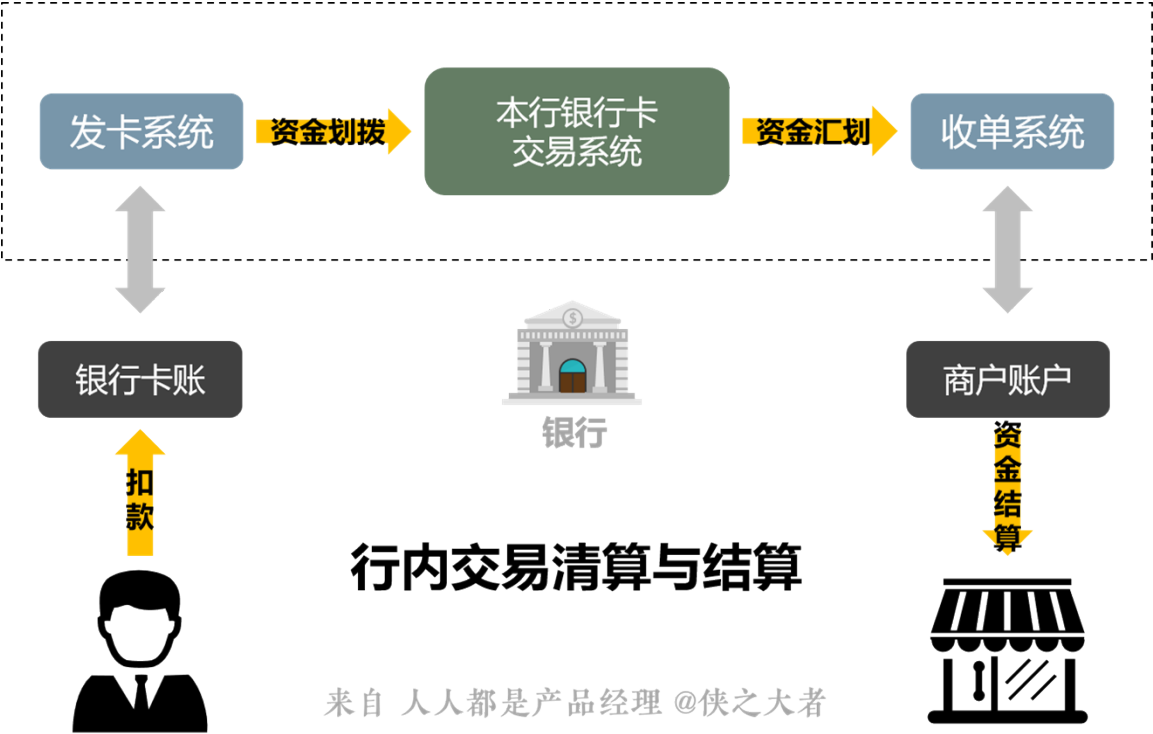 发卡系统
资金划拨
本行银行卡
交易系统
资金汇划
收单系统
银行卡账
$
银行
商户账户
扣款
资金结算
行内交易清算与结算
来自 人人都是产品经理 @侠之大者